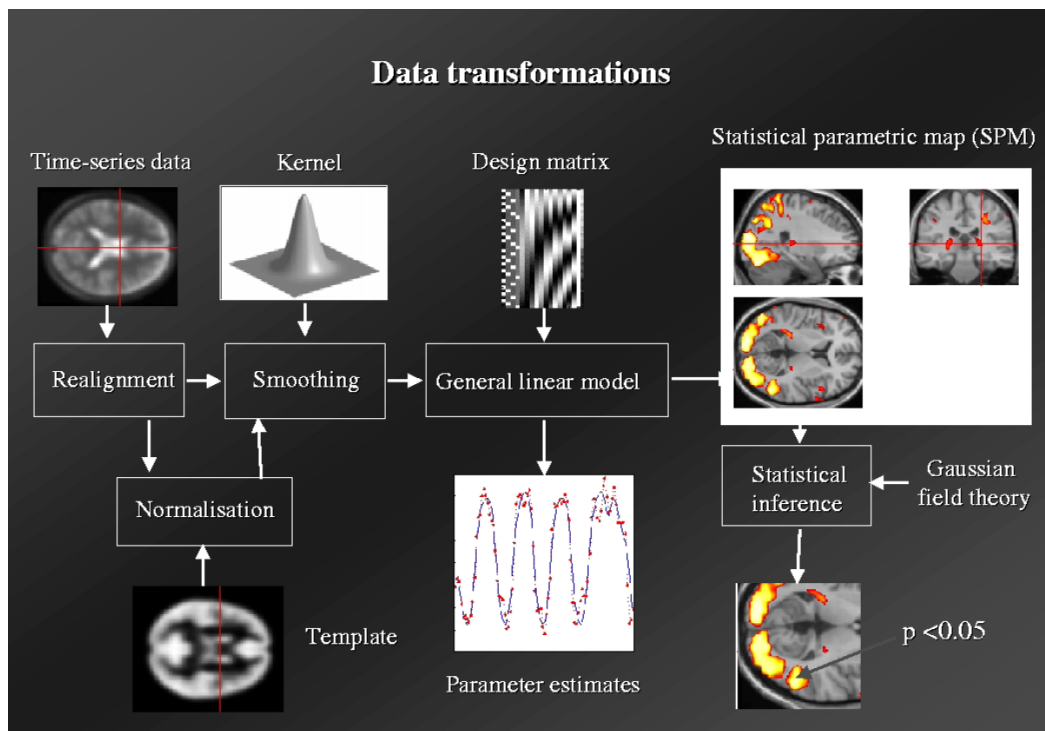 Data transformations
Statistical parametric map (SPM)
Time-series data
Kernel
Design matrix
Realignment
Smoothing
General linear model
Normalisation
Statistical
inference
Gaussian
field theory
Template
Parameter estimates
p <0.05